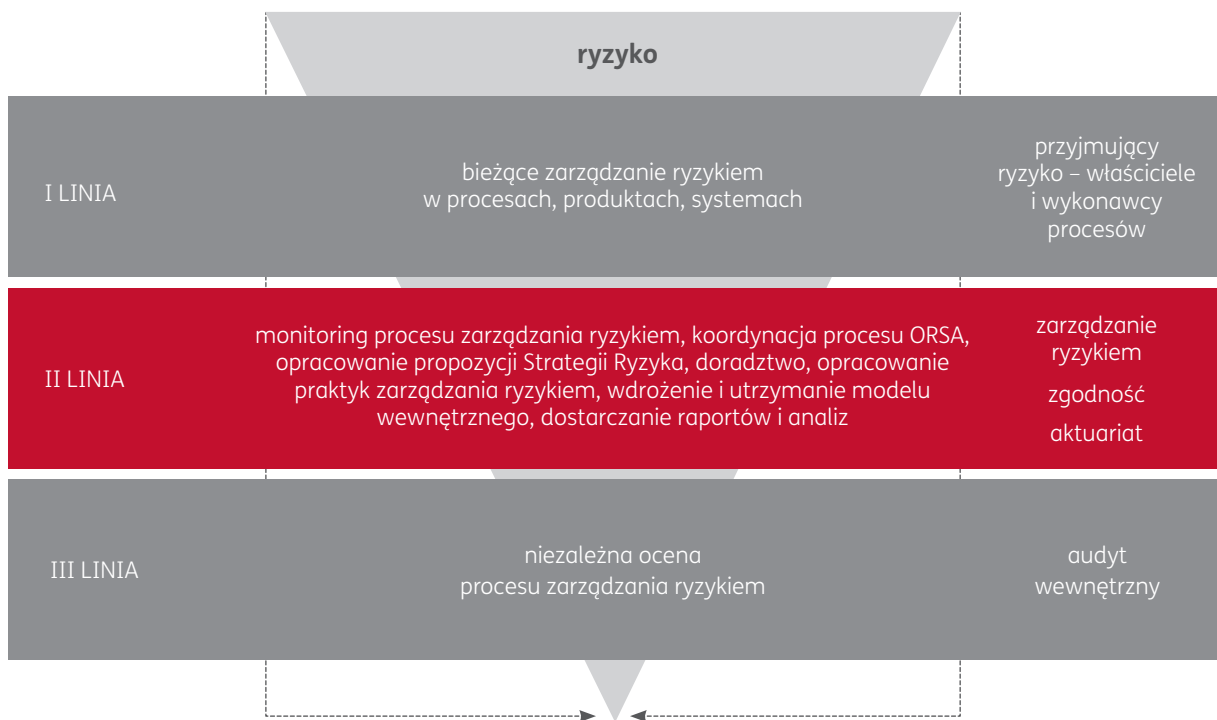 ryzyko
I LINIA
bieżące zarządzanie ryzykiem
w procesach, produktach, systemach
przyjmujący
ryzyko – właściciele
i wykonawcy
procesów
II LINIA
monitoring procesu zarządzania ryzykiem, koordynacja procesu ORSA,
opracowanie propozycji Strategii Ryzyka, doradztwo, opracowanie
praktyk zarządzania ryzykiem, wdrożenie i utrzymanie modelu
wewnętrznego, dostarczanie raportów i analiz
zarządzanie
ryzykiem
zgodność
aktuariat
III LINIA
niezależna ocena
procesu zarządzania ryzykiem
audyt
wewnętrzny